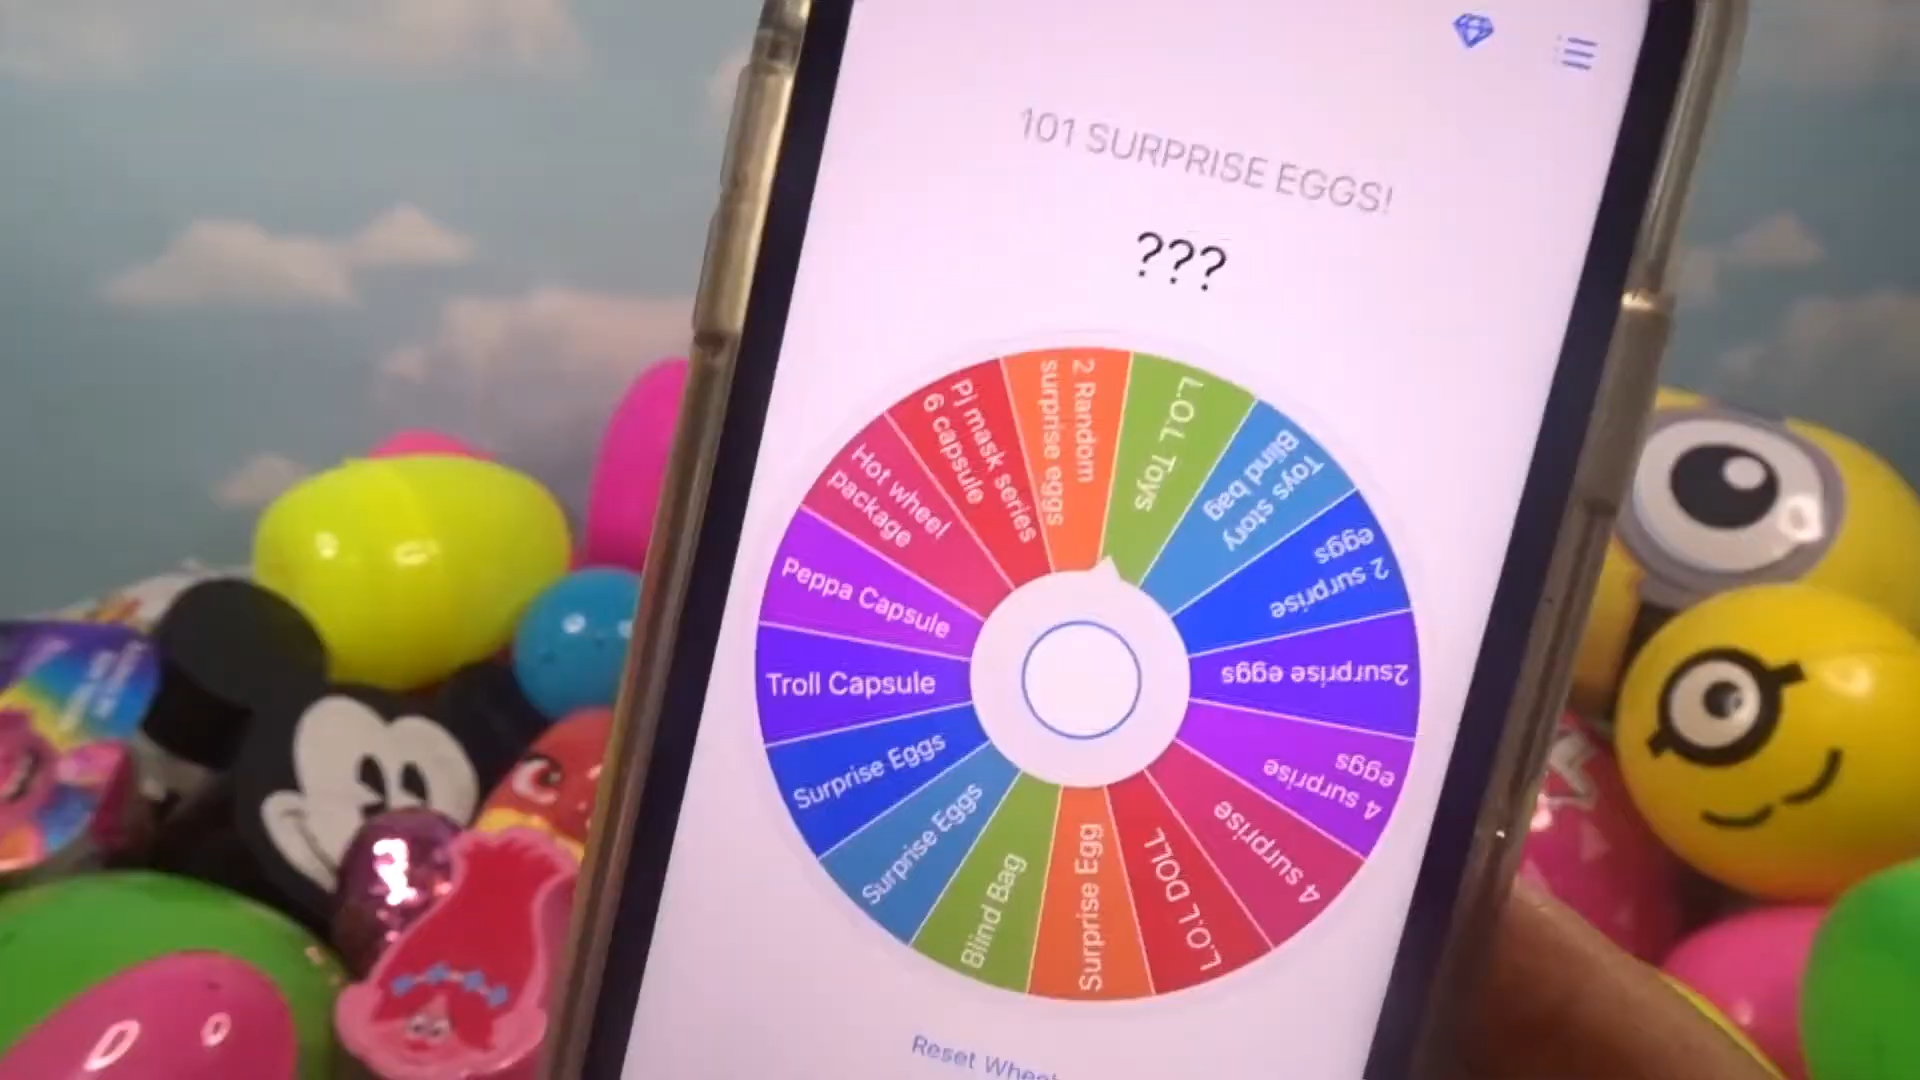 101 SURPRISE EGGS!
???
2 Random
surprise eggs
L.O.L Toys
Toys story
Blind bag
2 surprise
eggs
2surprise eggs
4 surprise
eggs
4 surprise
L.O.L DOLL
Surprise Egg
Blind Bag
Surprise Eggs
Surprise Eggs
Troll Capsule
Peppa Capsule
Hot wheel
package
Pj mask series
6 capsule
Reset Wheel